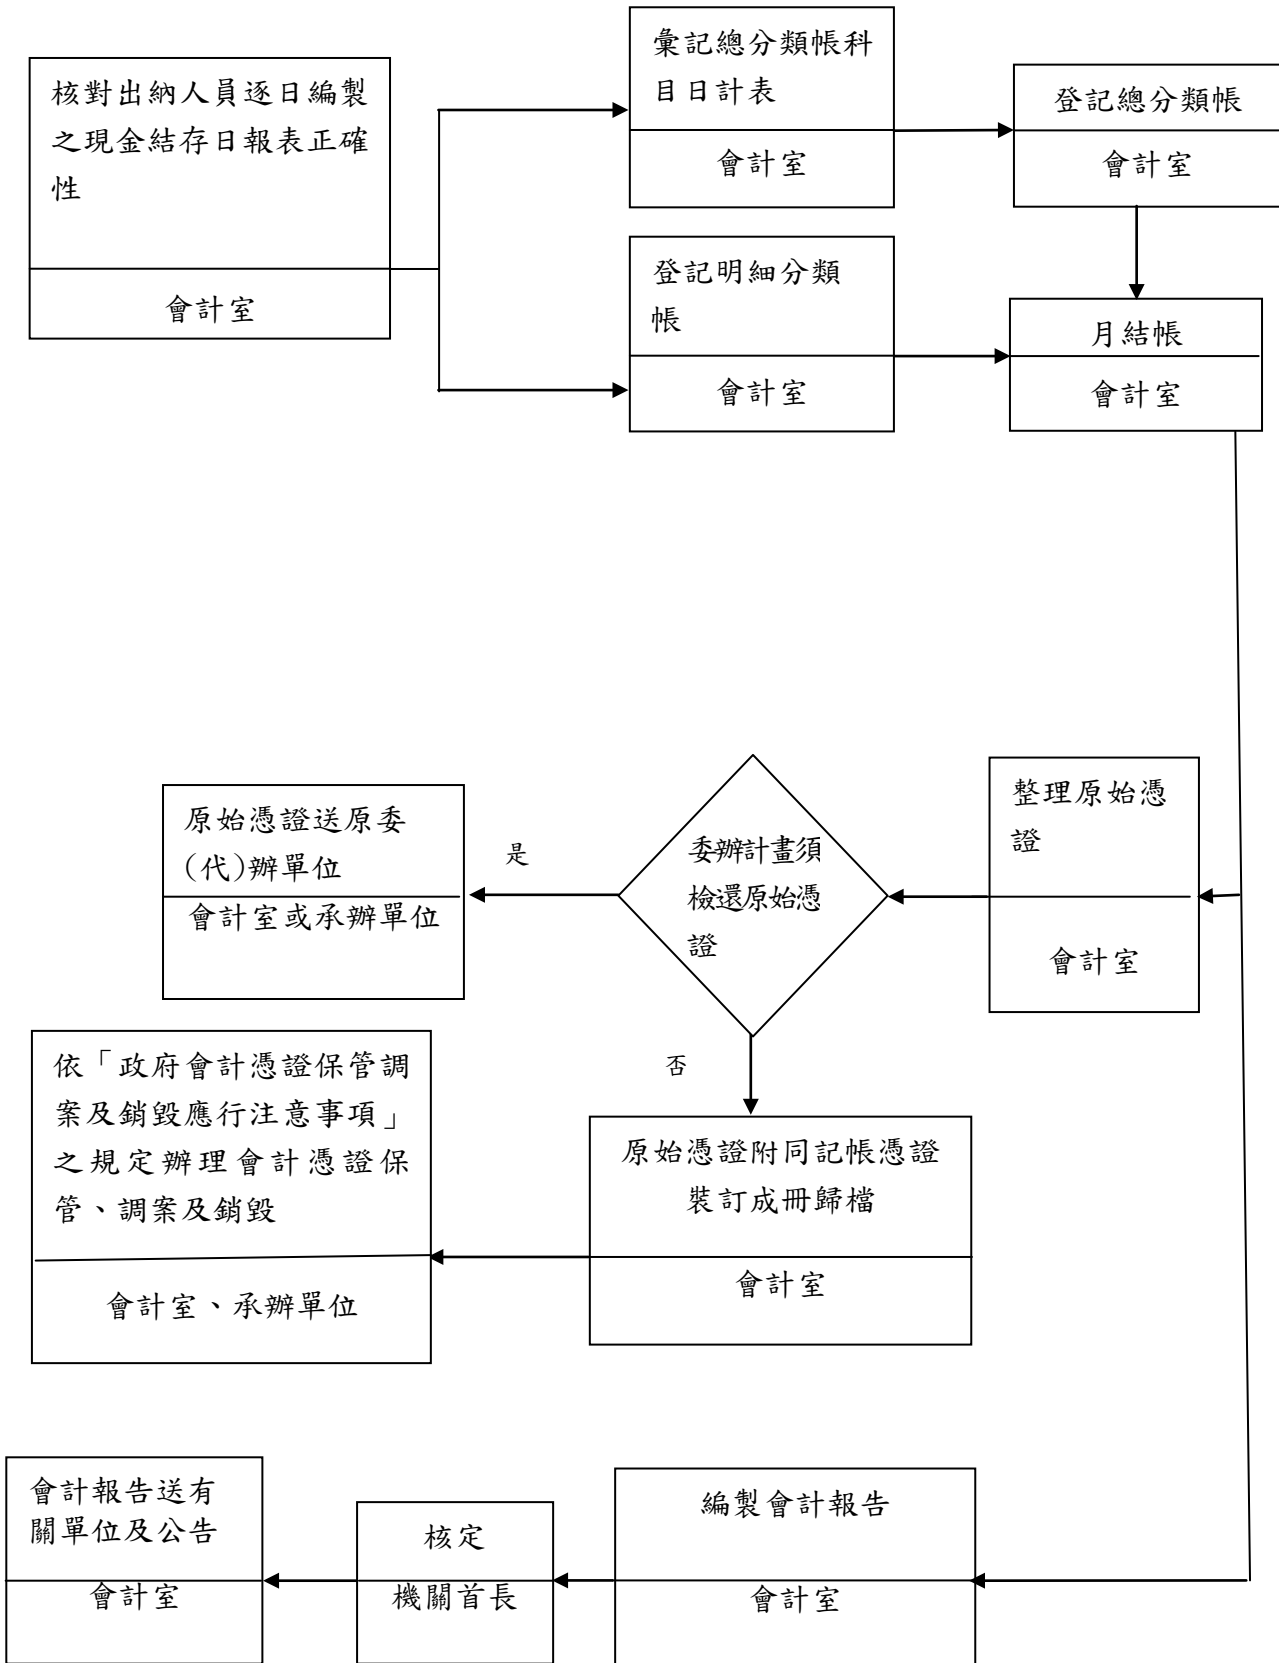 核對出納人員逐日編製
之現金結存日報表正確
性
會計室
彙記總分類帳科
目日計表
會計室
登記總分類帳
會計室
登記明細分類
帳
會計室
月結帳
會計室
整理原始憑
證
會計室
委辦計畫須
檢還原始憑
證
是
原始憑證送原委
(代)辦單位
會計室或承辦單位
否
原始憑證附同記帳憑證
裝訂成冊歸檔
會計室
依「政府會計憑證保管調
案及銷毀應行注意事項」
之規定辦理會計憑證保
管、調案及銷毀
會計室、承辦單位
編製會計報告
會計室
核定
機關首長
會計報告送有
關單位及公告
會計室